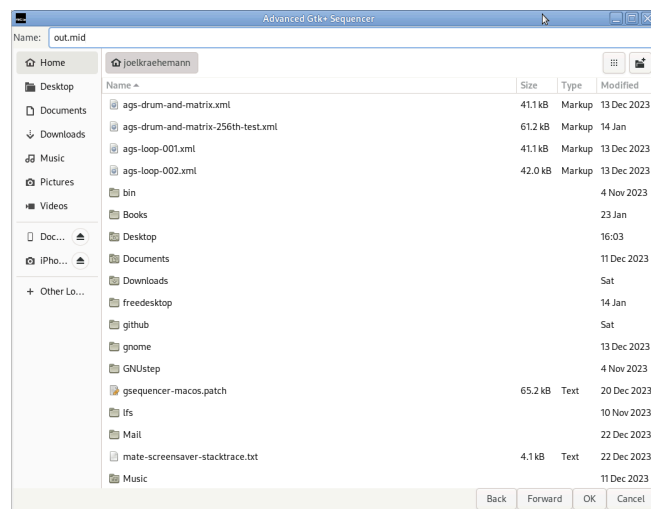 Advanced Gtk+ Sequencer
Name: out.mid
Home
Desktop
Documents
Downloads
Music
Pictures
Videos
Doc...
iPho...
+ Other Lo...
joelkraehemann
Name Size Type Modified
ags-drum-and-matrix.xml 41.1 kB Markup 13 Dec 2023
ags-drum-and-matrix-256th-test.xml 61.2 kB Markup 14 Jan
ags-loop-001.xml 41.1 kB Markup 13 Dec 2023
ags-loop-002.xml 42.0 kB Markup 13 Dec 2023
bin 4 Nov 2023
Books 23 Jan
Desktop 16:03
Documents 11 Dec 2023
Downloads Sat
freedesktop 14 Jan
github Sat
gnome 13 Dec 2023
GNUstep 4 Nov 2023
gsequencer-macos.patch 65.2 kB Text 20 Dec 2023
lfs 10 Nov 2023
Mail 22 Dec 2023
mate-screensaver-stacktrace.txt 4.1 kB Text 22 Dec 2023
Music 11 Dec 2023
Back Forward OK Cancel